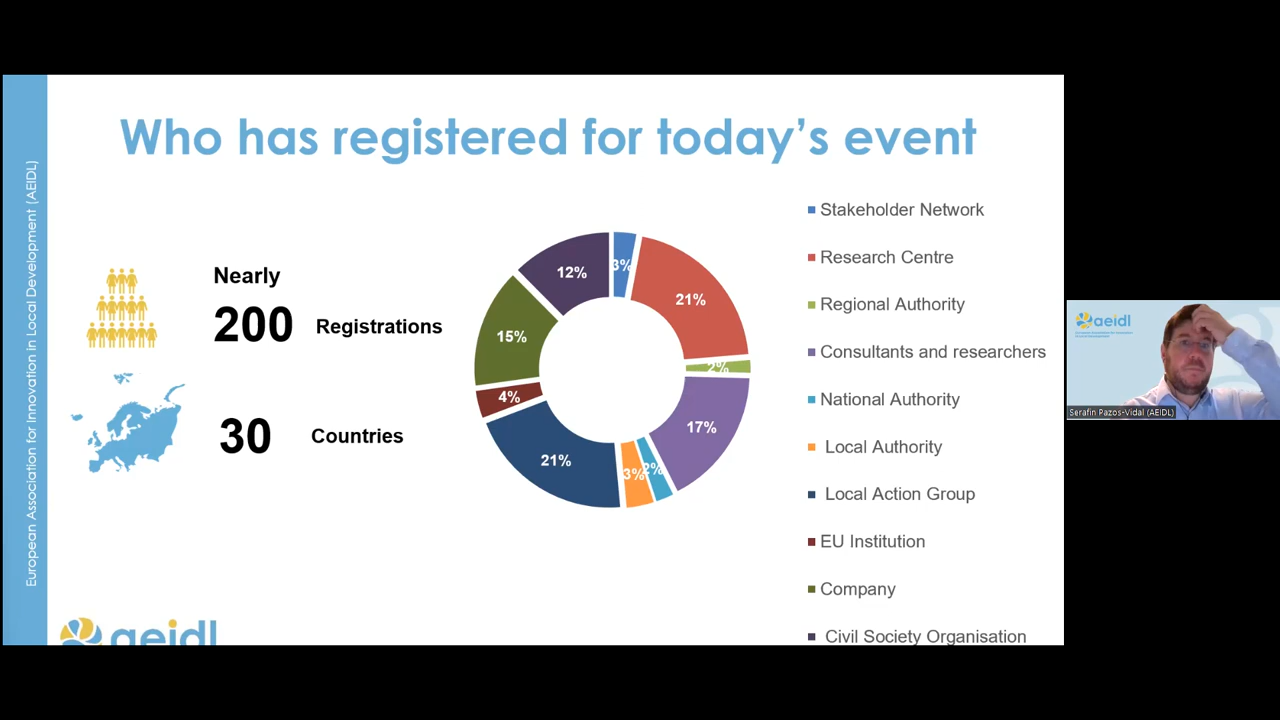 Who has registered for today's event
European Association for Innovation in Local Development (AEIDL)
Nearly
200 Registrations
30 Countries
3%
21%
2%
17%
2%
3%
21%
4%
15%
12%
Stakeholder Network
Research Centre
Regional Authority
Consultants and researchers
National Authority
Local Authority
Local Action Group
EU Institution
Company
Civil Society Organisation
aeidl
aeidl
Serafin Pazos-Vidal (AEIDL)